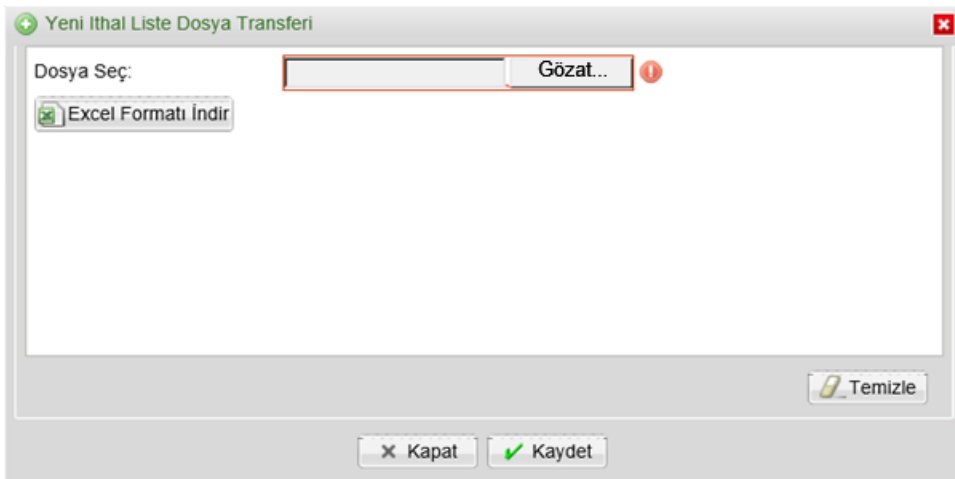 Yeni Ithal Liste Dosya Transferi
Dosya Seç:
Gözat...
Excel Formatı İndir
Temizle
Kapat
Kaydet